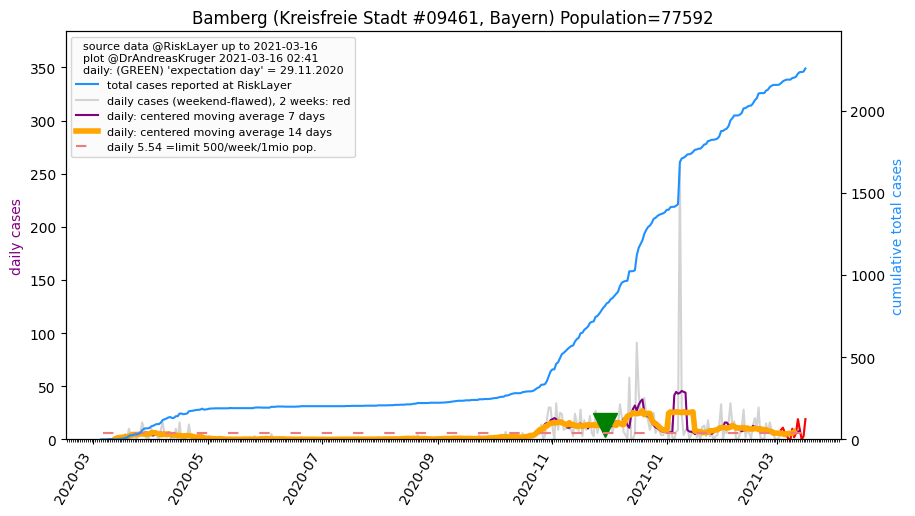 Bamberg (Kreisfreie Stadt #09461, Bayern) Population=77592
source data @RiskLayer up to 2021-03-16
plot @DrAndreasKruger 2021-03-16 02:41
daily: (GREEN) 'expectation day' = 29.11.2020
total cases reported at RiskLayer
daily cases (weekend-flawed), 2 weeks: red
daily: centered moving average 7 days
daily: centered moving average 14 days
daily 5.54 =limit 500/week/1mio pop.
daily cases
350
300
250
200
150
100
50
0
cumulative total cases
2000
1500
1000
500
0
2020-03
2020-05
2020-07
2020-09
2020-11
2021-01
2021-03